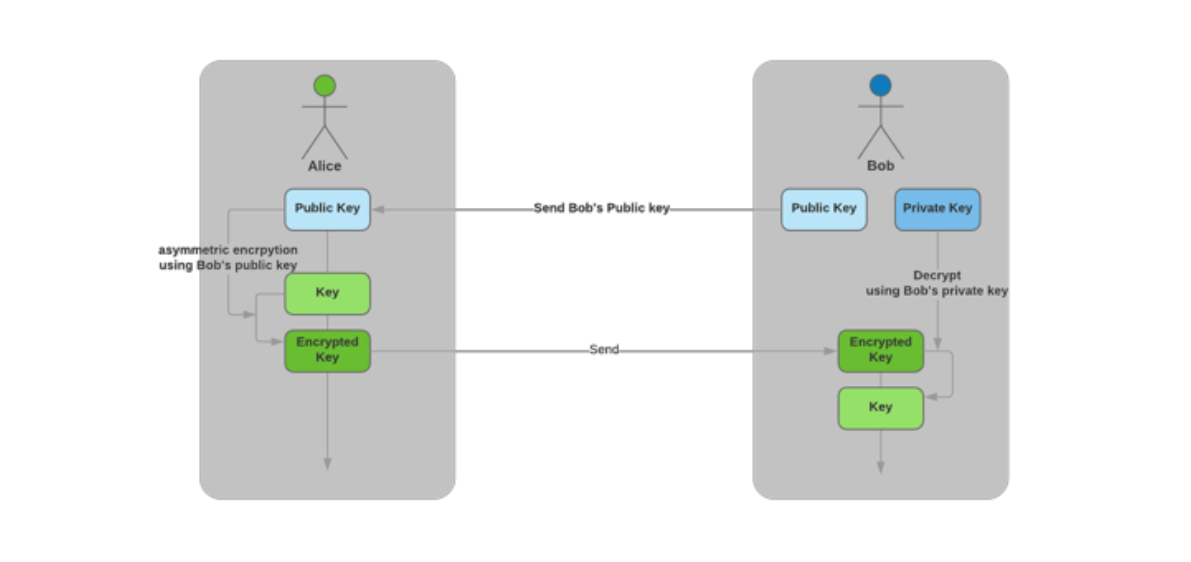 Alice
Bob
Public Key
Send Bob's Public key
Public Key
Private Key
asymmetric encrpytion
using Bob's public key
Decrypt
using Bob's private key
Key
Encrypted
Key
Send
Encrypted
Key
Key